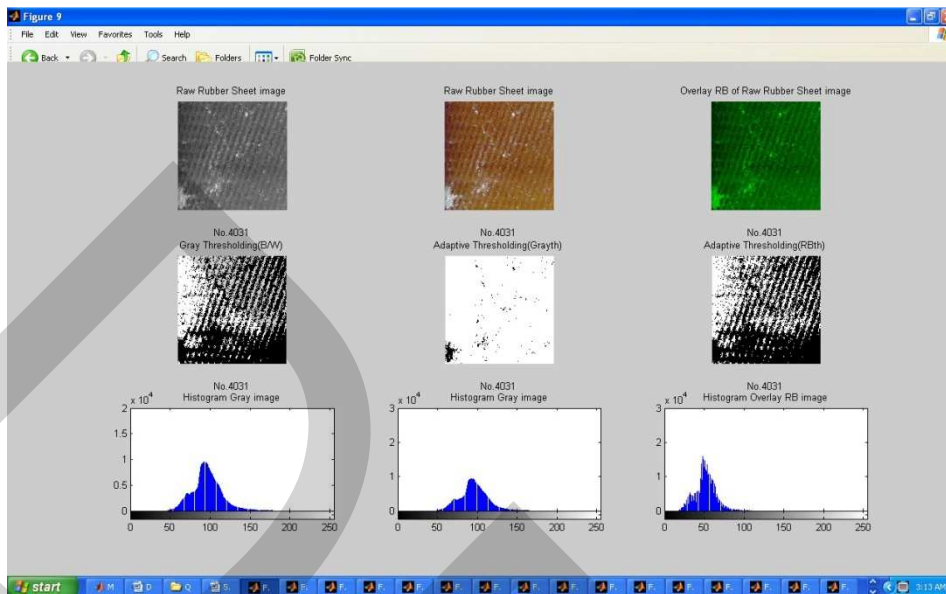 Figure 9
File Edit View Favorites Tools Help
Back Search Folders Folder Sync
Raw Rubber Sheet image Raw Rubber Sheet image Overlay RB of Raw Rubber Sheet image
No.4031 No.4031 No.4031
Gray Thresholding(B/W) Adaptive Thresholding(Grayth) Adaptive Thresholding(RBth)
No.4031 No.4031 No.4031
Histogram Gray image Histogram Gray image Histogram Overlay RB image
x 10^4 x 10^4 x 10^4
2 3 3
1.5 2 2
1 1 1
0.5
0 0 0
0 50 100 150 200 250 0 50 100 150 200 250 0 50 100 150 200 250
start M D Q S. F. F. F. F. F. F. F. F. F. F. F. F. F. F. F. F. 3:13 AM